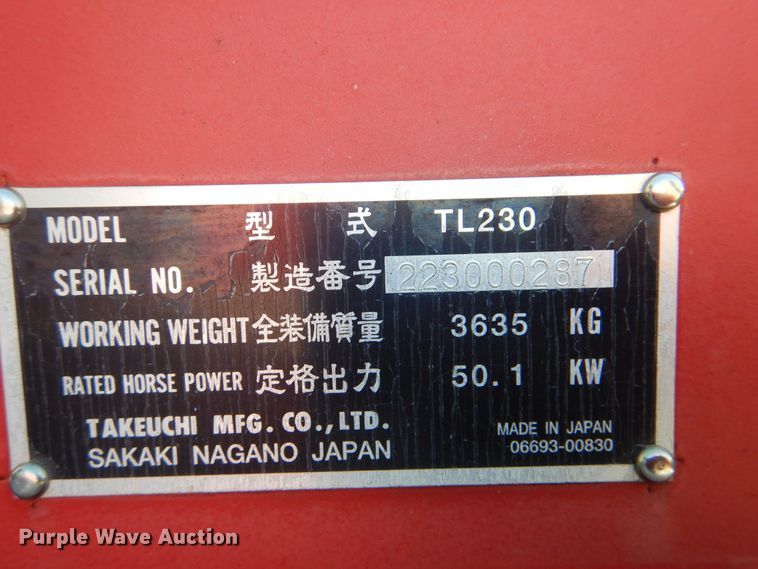 MODEL 型式 TL230
SERIAL NO. 製造番号 223000287
WORKING WEIGHT 全装備質量 3635 KG
RATED HORSE POWER 定格出力 50.1 KW
TAKEUCHI MFG. CO., LTD. MADE IN JAPAN
SAKAKI NAGANO JAPAN 06693-00830
Purple Wave Auction